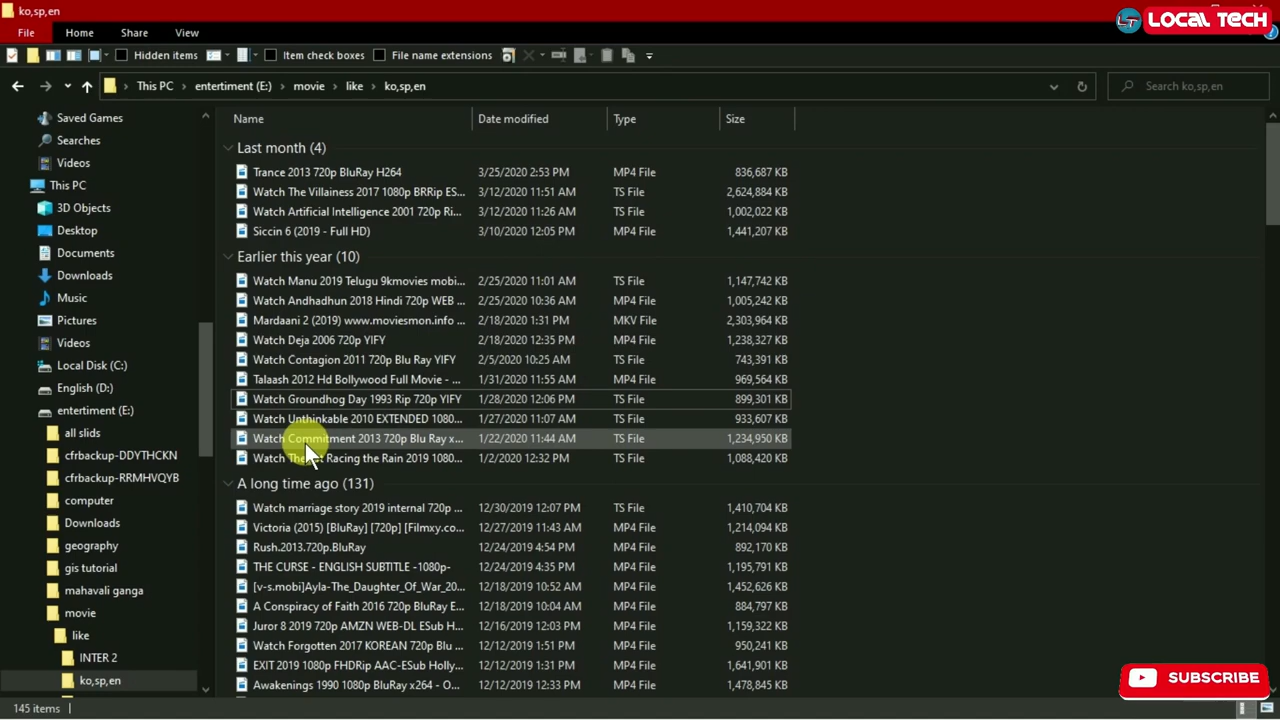 ko,sp,en
LT LOCAL TECH
File Home Share View
Hidden items Item check boxes File name extensions
This PC entertiment (E:) movie like ko,sp,en Search ko,sp,en
Name Date modified Type Size
Saved Games
Searches
Videos
This PC
3D Objects
Desktop
Documents
Downloads
Music
Pictures
Videos
Local Disk (C:)
English (D:)
entertiment (E:)
all slids
cfrbackup-DDYTHCKN
cfrbackup-RRMHVQYB
computer
Downloads
geography
gis tutorial
mahavali ganga
movie
like
INTER 2
ko,sp,en
Last month (4)
Trance 2013 720p BluRay H264 3/25/2020 2:53 PM MP4 File 836,687 KB
Watch The Villainess 2017 1080p BRRip ES... 3/12/2020 11:51 AM TS File 2,624,884 KB
Watch Artificial Intelligence 2001 720p Ri... 3/12/2020 11:26 AM TS File 1,002,022 KB
Siccin 6 (2019 - Full HD) 3/10/2020 12:05 PM MP4 File 1,441,207 KB
Earlier this year (10)
Watch Manu 2019 Telugu 9kmovies mobi... 2/25/2020 11:01 AM TS File 1,147,742 KB
Watch Andhadhun 2018 Hindi 720p WEB ... 2/25/2020 10:36 AM MP4 File 1,005,242 KB
Mardaani 2 (2019) www.moviesmon.info ... 2/18/2020 1:31 PM MKV File 2,303,964 KB
Watch Deja 2006 720p YIFY 2/18/2020 12:35 PM MP4 File 1,238,327 KB
Watch Contagion 2011 720p Blu Ray YIFY 2/5/2020 10:25 AM TS File 743,391 KB
Talaash 2012 Hd Bollywood Full Movie - ... 1/31/2020 11:55 AM MP4 File 969,564 KB
Watch Groundhog Day 1993 Rip 720p YIFY 1/28/2020 12:06 PM TS File 899,301 KB
Watch Unthinkable 2010 EXTENDED 1080... 1/27/2020 11:07 AM TS File 933,607 KB
Watch Commitment 2013 720p Blu Ray x... 1/22/2020 11:44 AM TS File 1,234,950 KB
Watch Racing the Rain 2019 1080... 1/2/2020 12:32 PM TS File 1,088,420 KB
A long time ago (131)
Watch marriage story 2019 internal 720p ... 12/30/2019 12:07 PM TS File 1,410,704 KB
Victoria (2015) [BluRay] [720p] [Filmxy.co... 12/27/2019 11:43 AM MP4 File 1,214,094 KB
Rush.2013.720p.BluRay 12/24/2019 4:54 PM MP4 File 892,170 KB
THE CURSE - ENGLISH SUBTITLE -1080p- 12/24/2019 4:35 PM MP4 File 1,195,791 KB
[v-s.mobi]Ayla-The_Daughter_Of_War_20... 12/18/2019 10:52 AM MP4 File 1,452,626 KB
A Conspiracy of Faith 2016 720p BluRay E... 12/18/2019 10:04 AM MP4 File 884,797 KB
Juror 8 2019 720p AMZN WEB-DL ESub H... 12/16/2019 12:03 PM MP4 File 1,159,322 KB
Watch Forgotten 2017 KOREAN 720p Blu ... 12/12/2019 1:37 PM MP4 File 950,241 KB
EXIT 2019 1080p FHDRip AAC-ESub Holly... 12/12/2019 1:31 PM MP4 File 1,641,901 KB
Awakenings 1990 1080p BluRay x264 - O... 12/12/2019 12:33 PM MP4 File 1,478,845 KB
SUBSCRIBE
145 items